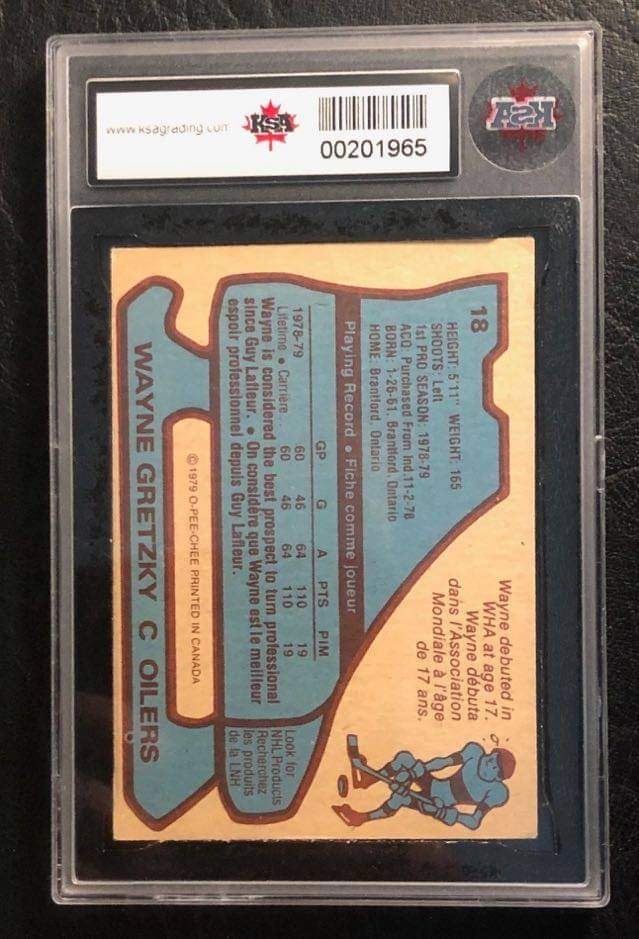 www.ksagrading.com
KSA
00201965
KSA
18
HEIGHT: 5'11" WEIGHT: 165
SHOOTS: Left
1st PRO SEASON: 1978-79
ACQ: Purchased From Ind. 11-2-78
BORN: 1-26-61, Brantford, Ontario
HOME: Brantford, Ontario
Wayne debuted in
WHA at age 17.
Wayne débuta
dans l'Association
Mondiale à l'âge
de 17 ans.
Playing Record • Fiche comme joueur
GP G A PTS PIM
1978-79 60 46 64 110 19
Lifetime • Carrière 60 46 64 110 19
Wayne is considered the best prospect to turn professional
since Guy Lafleur. • On considère que Wayne est le meilleur
espoir professionnel depuis Guy Lafleur.
Look for
NHL Products
Recherchez
les produits
de la LNH
© 1979 O-PEE-CHEE PRINTED IN CANADA
WAYNE GRETZKY C OILERS